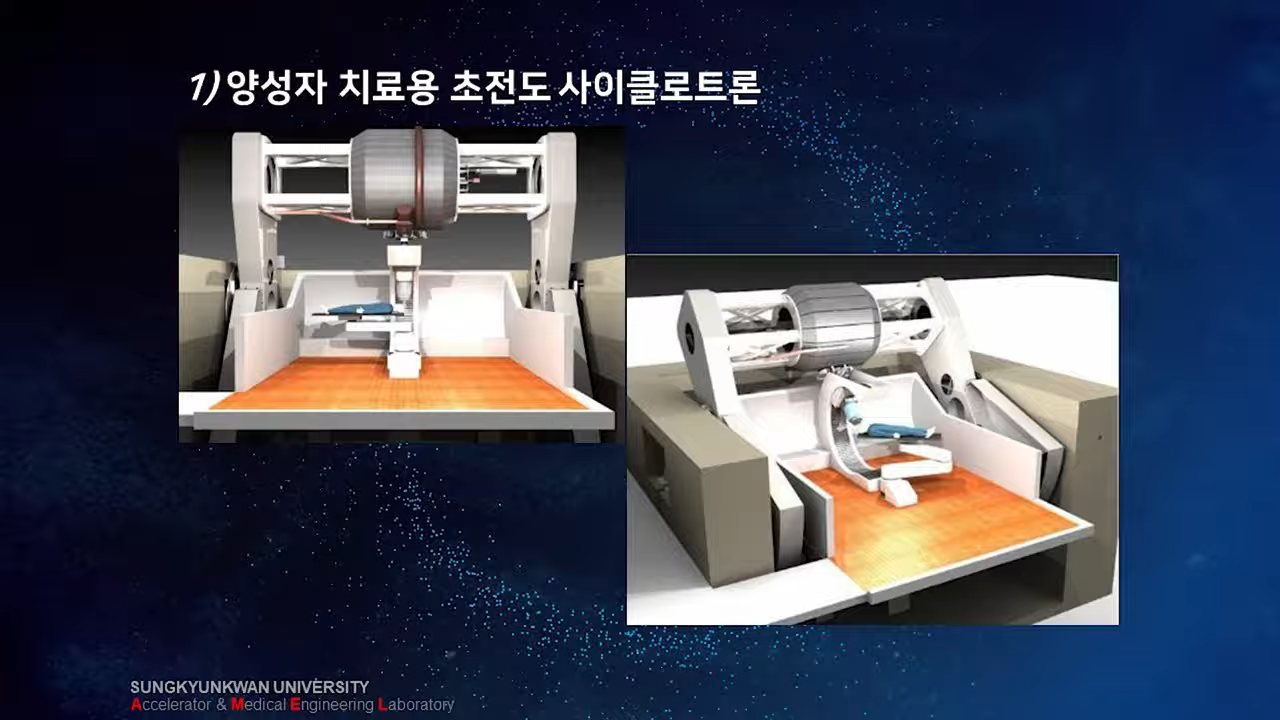 1) 양성자 치료용 초전도 사이클로트론
SUNGKYUNKWAN UNIVERSITY
Accelerator & Medical Engineering Laboratory